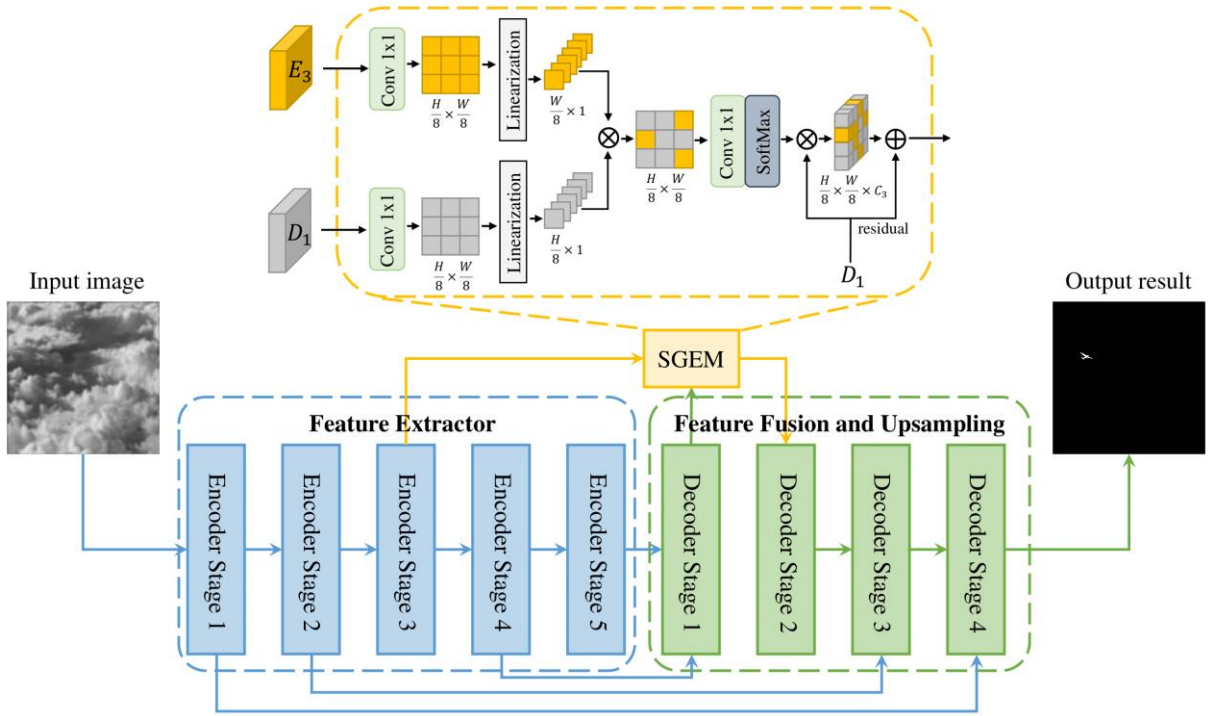 E₃
Conv 1x1
H/8 × W/8
Linearization
W/8 × 1
D₁
Conv 1x1
H/8 × W/8
Linearization
H/8 × 1
⊗
H/8 × W/8
Conv 1x1
SoftMax
⊗
H/8 × W/8 × C₃
⊕
residual
D₁
Input image
Output result
SGEM
Feature Extractor
Feature Fusion and Upsampling
Encoder Stage 1
Encoder Stage 2
Encoder Stage 3
Encoder Stage 4
Encoder Stage 5
Decoder Stage 1
Decoder Stage 2
Decoder Stage 3
Decoder Stage 4